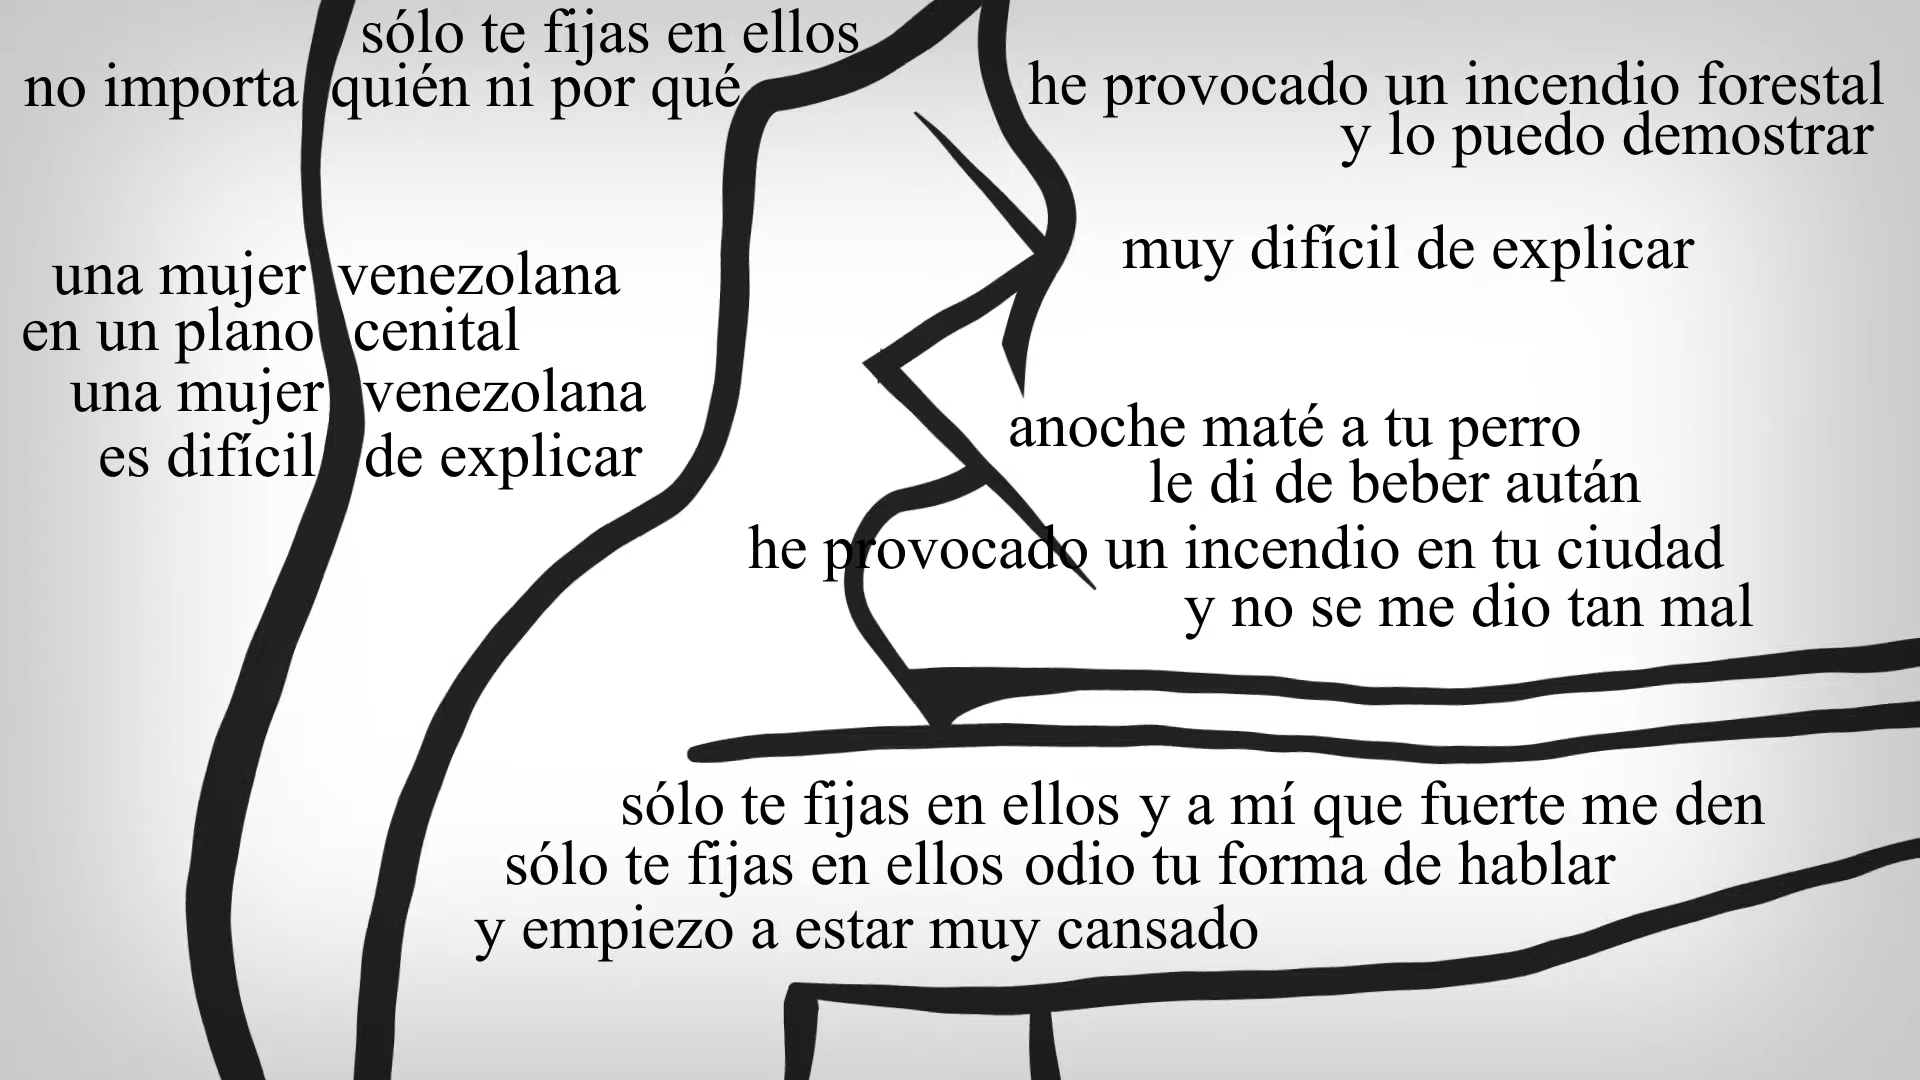 sólo te fijas en ellos
no importa quién ni por qué
he provocado un incendio forestal
y lo puedo demostrar
muy difícil de explicar
una mujer venezolana
en un plano cenital
una mujer venezolana
es difícil de explicar
anoche maté a tu perro
le di de beber aután
he provocado un incendio en tu ciudad
y no se me dio tan mal
sólo te fijas en ellos y a mí que fuerte me den
sólo te fijas en ellos odio tu forma de hablar
y empiezo a estar muy cansado